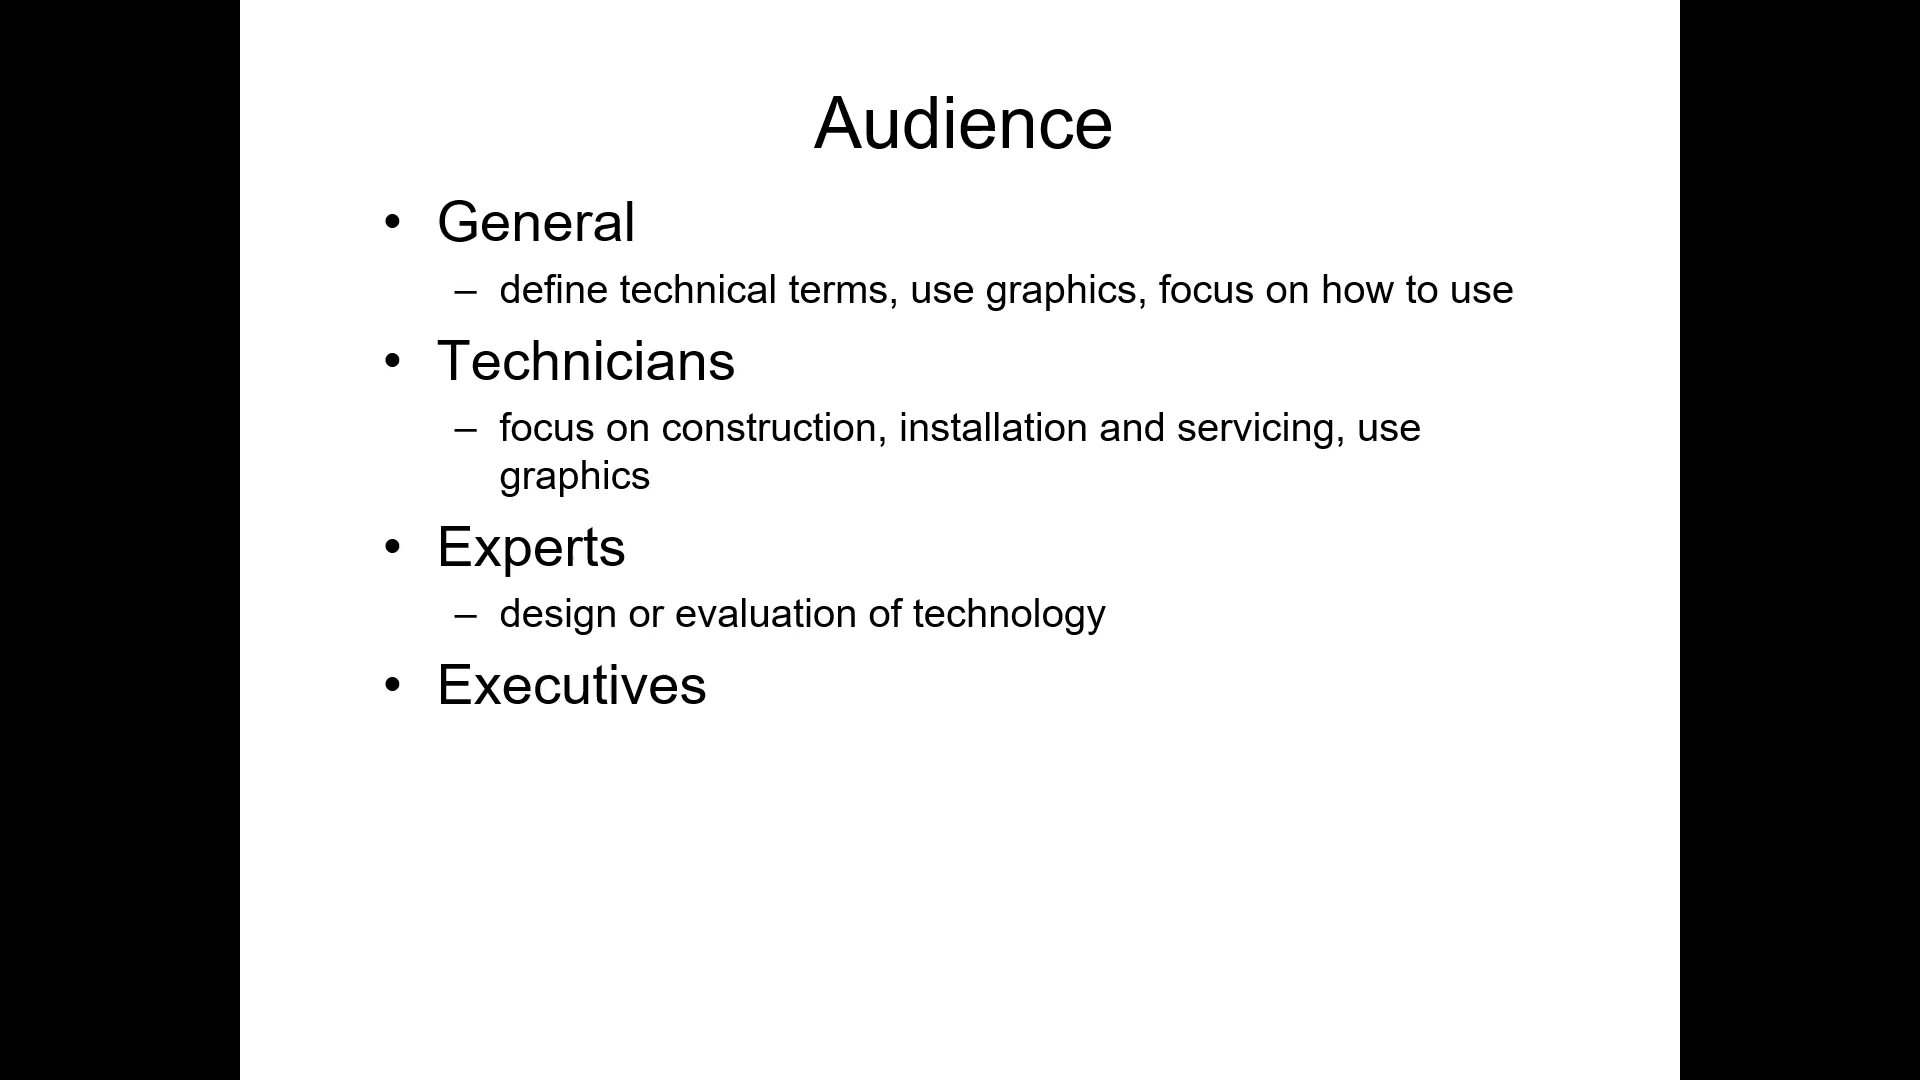 Audience
• General
– define technical terms, use graphics, focus on how to use
• Technicians
– focus on construction, installation and servicing, use
graphics
• Experts
– design or evaluation of technology
• Executives